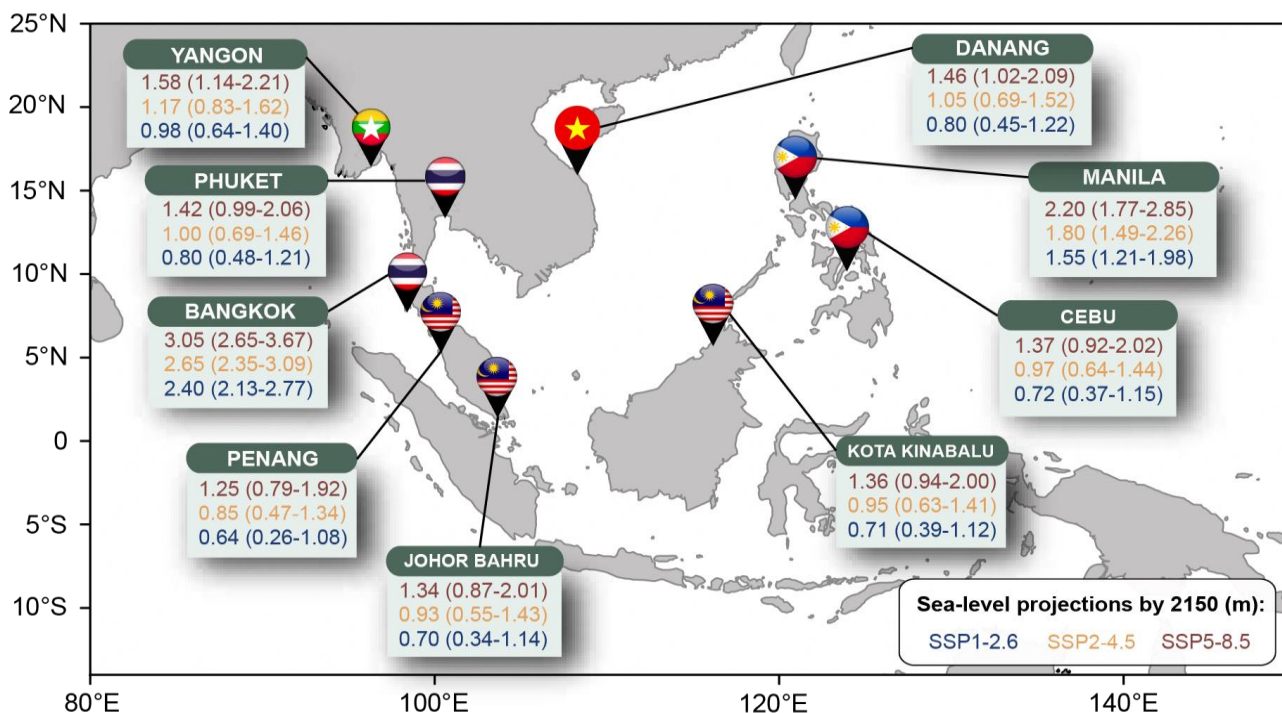 25°N
20°N
15°N
10°N
5°N
0
5°S
10°S
80°E
100°E
120°E
140°E
YANGON
1.58 (1.14-2.21)
1.17 (0.83-1.62)
0.98 (0.64-1.40)
DANANG
1.46 (1.02-2.09)
1.05 (0.69-1.52)
0.80 (0.45-1.22)
PHUKET
1.42 (0.99-2.06)
1.00 (0.69-1.46)
0.80 (0.48-1.21)
MANILA
2.20 (1.77-2.85)
1.80 (1.49-2.26)
1.55 (1.21-1.98)
BANGKOK
3.05 (2.65-3.67)
2.65 (2.35-3.09)
2.40 (2.13-2.77)
CEBU
1.37 (0.92-2.02)
0.97 (0.64-1.44)
0.72 (0.37-1.15)
PENANG
1.25 (0.79-1.92)
0.85 (0.47-1.34)
0.64 (0.26-1.08)
KOTA KINABALU
1.36 (0.94-2.00)
0.95 (0.63-1.41)
0.71 (0.39-1.12)
JOHOR BAHRU
1.34 (0.87-2.01)
0.93 (0.55-1.43)
0.70 (0.34-1.14)
Sea-level projections by 2150 (m):
SSP1-2.6 SSP2-4.5 SSP5-8.5